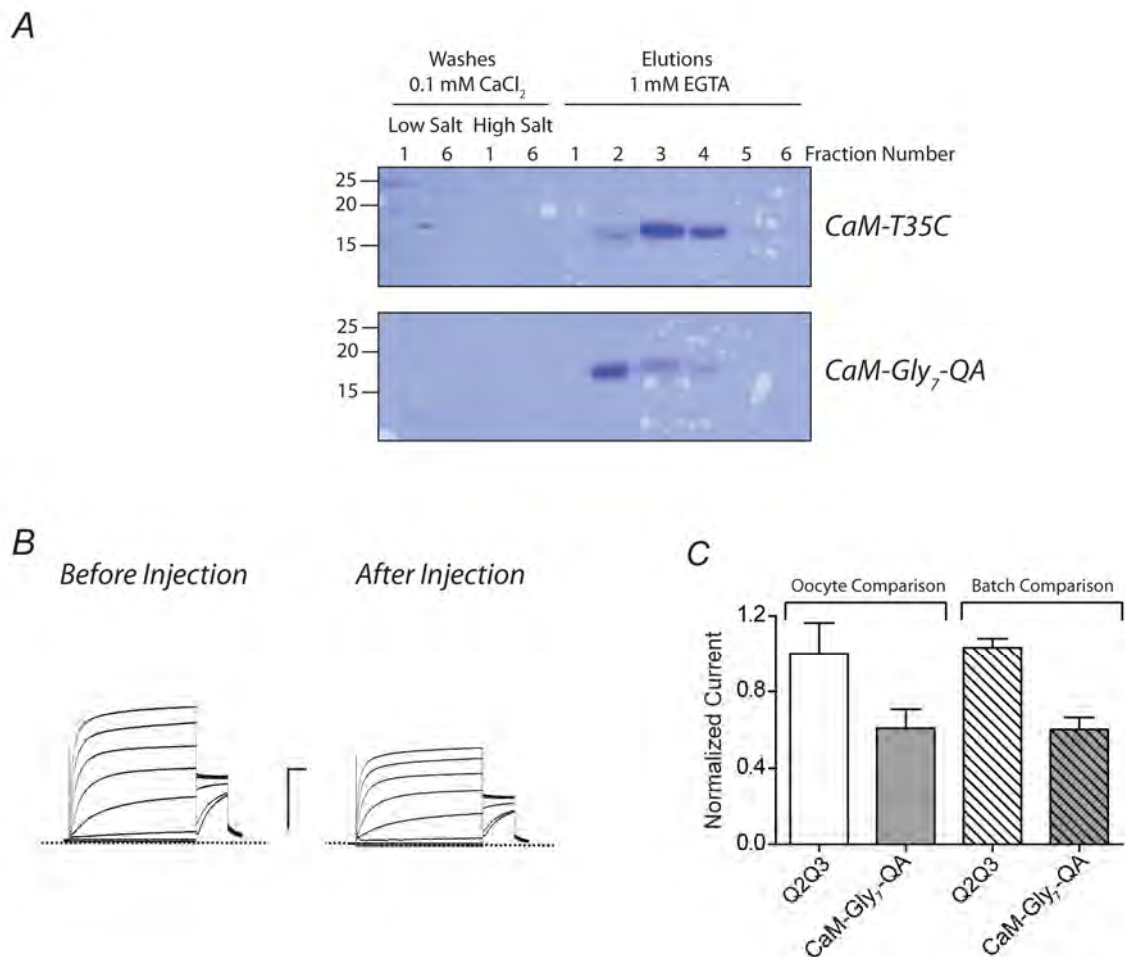 A
Washes
0.1 mM CaCl2
Elutions
1 mM EGTA
Low Salt High Salt
1 6 1 6 1 2 3 4 5 6 Fraction Number
25
20
15
CaM-T35C
25
20
15
CaM-Gly7-QA
B
Before Injection
After Injection
C
Oocyte Comparison
Batch Comparison
Normalized Current
1.2
0.8
0.4
0.0
Q2Q3
CaM-Gly7-QA
Q2Q3
CaM-Gly7-QA